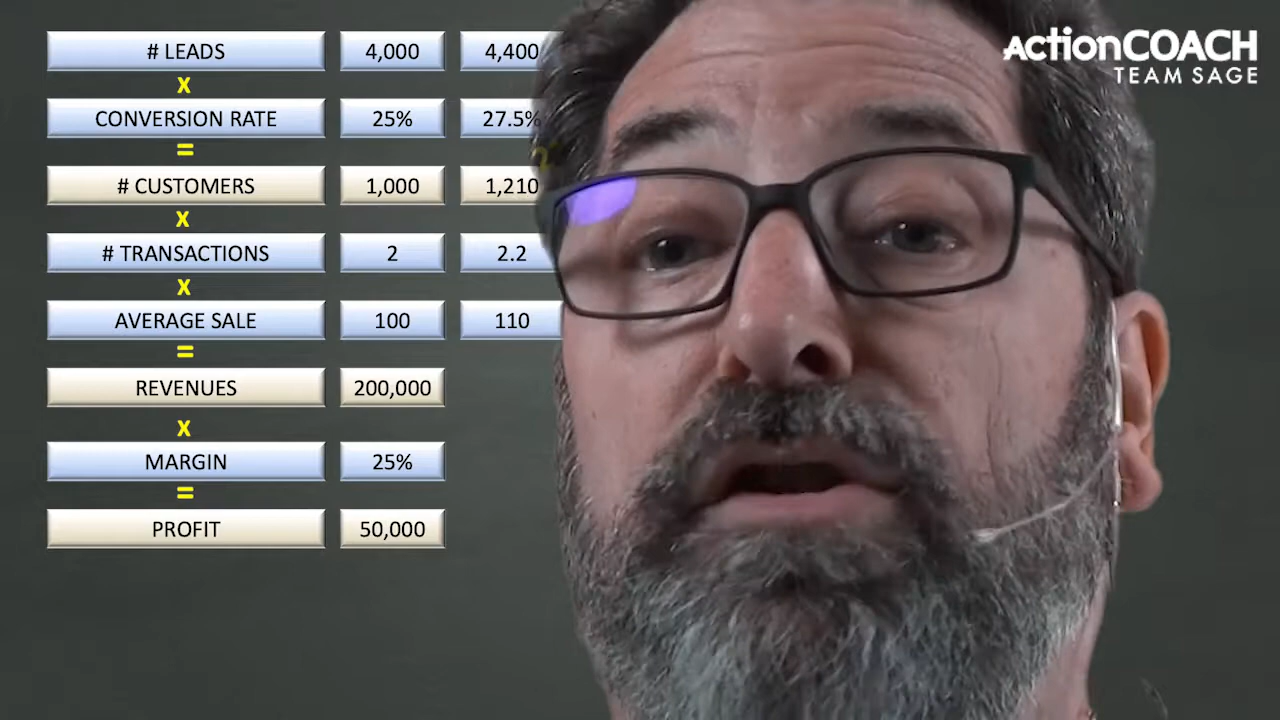 actionCOACH
TEAM SAGE
# LEADS 4,000 4,400
X
CONVERSION RATE 25% 27.5%
=
# CUSTOMERS 1,000 1,210
X
# TRANSACTIONS 2 2.2
X
AVERAGE SALE 100 110
=
REVENUES 200,000
X
MARGIN 25%
=
PROFIT 50,000